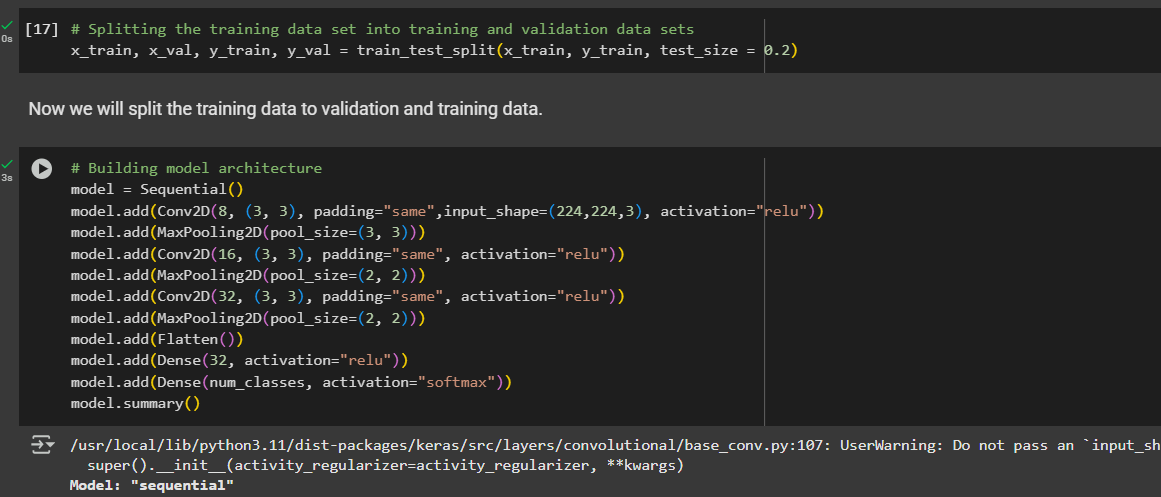 [17] # Splitting the training data set into training and validation data sets
0s
x_train, x_val, y_train, y_val = train_test_split(x_train, y_train, test_size = 0.2)
Now we will split the training data to validation and training data.
3s
# Building model architecture
model = Sequential()
model.add(Conv2D(8, (3, 3), padding="same",input_shape=(224,224,3), activation="relu"))
model.add(MaxPooling2D(pool_size=(3, 3)))
model.add(Conv2D(16, (3, 3), padding="same", activation="relu"))
model.add(MaxPooling2D(pool_size=(2, 2)))
model.add(Conv2D(32, (3, 3), padding="same", activation="relu"))
model.add(MaxPooling2D(pool_size=(2, 2)))
model.add(Flatten())
model.add(Dense(32, activation="relu"))
model.add(Dense(num_classes, activation="softmax"))
model.summary()
/usr/local/lib/python3.11/dist-packages/keras/src/layers/convolutional/base_conv.py:107: UserWarning: Do not pass an `input_sh
super().__init__(activity_regularizer=activity_regularizer, **kwargs)
Model: "sequential"